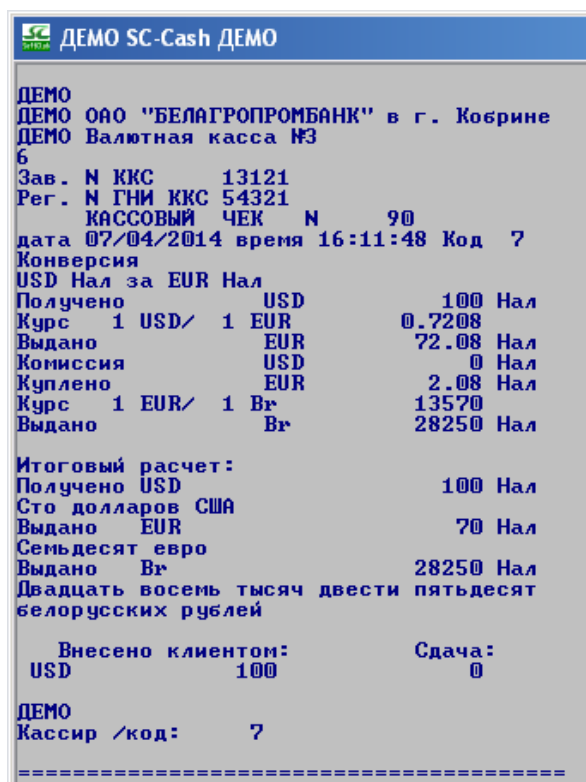 SC ДЕМО SC-Cash ДЕМО
ДЕМО
ДЕМО ОАО "БЕЛАГРОПРОМБАНК" в г. Кобрине
ДЕМО Валютная касса №3
6
Зав. N ККС 13121
Рег. N ГНИ ККС 54321
КАССОВЫЙ ЧЕК N 90
дата 07/04/2014 время 16:11:48 Код 7
Конверсия
USD Нал за EUR Нал
Получено USD 100 Нал
Курс 1 USD/ 1 EUR 0.7208
Выдано EUR 72.08 Нал
Комиссия USD 0 Нал
Куплено EUR 2.08 Нал
Курс 1 EUR/ 1 Br 13570
Выдано Br 28250 Нал
Итоговый расчет:
Получено USD 100 Нал
Сто долларов США
Выдано EUR 70 Нал
Семьдесят евро
Выдано Br 28250 Нал
Двадцать восемь тысяч двести пятьдесят
белорусских рублей
Внесено клиентом: Сдача:
USD 100 0
ДЕМО
Кассир /код: 7
========================================